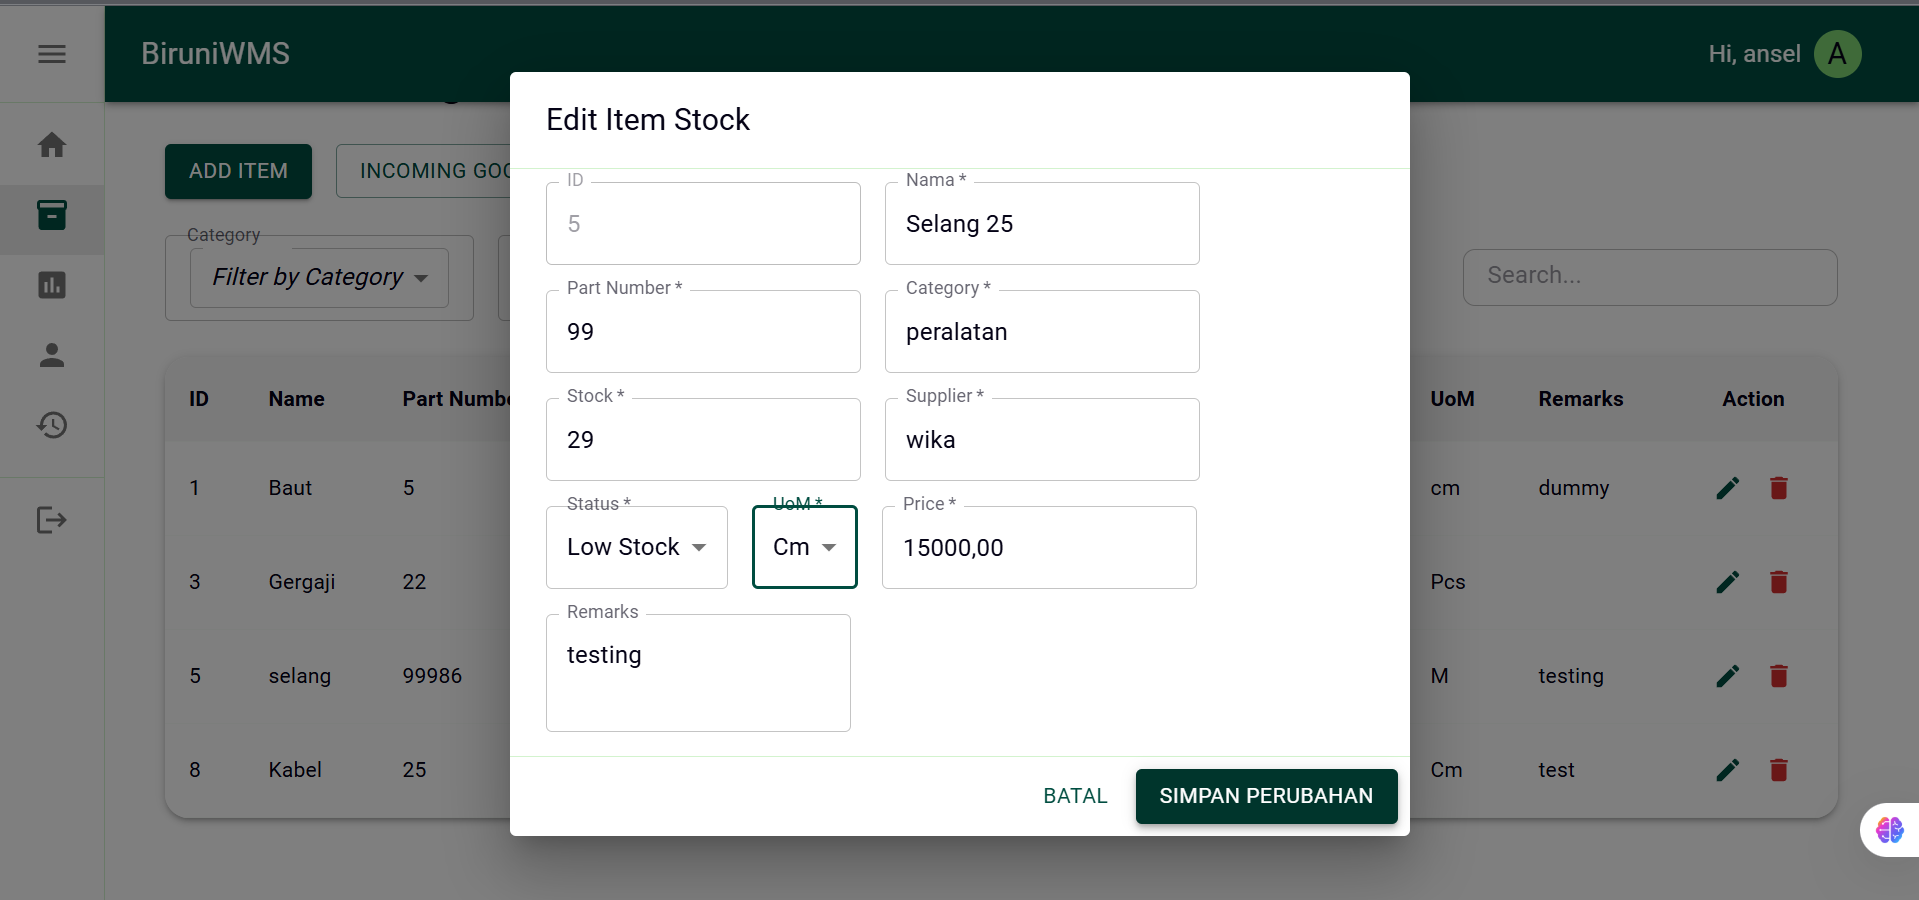 BiruniWMS
Hi, ansel
A
ADD ITEM
INCOMING GOO
Category
Filter by Category
Search...
ID
Name
Part Numbe
UoM
Remarks
Action
1
Baut
5
cm
dummy
3
Gergaji
22
Pcs
5
selang
99986
M
testing
8
Kabel
25
Cm
test
Edit Item Stock
ID
5
Nama *
Selang 25
Part Number *
99
Category *
peralatan
Stock *
29
Supplier *
wika
Status *
Low Stock
UoM *
Cm
Price *
15000,00
Remarks
testing
BATAL
SIMPAN PERUBAHAN